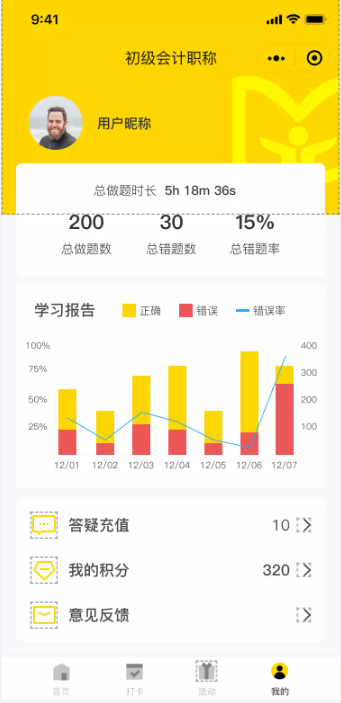 9:41
初级会计职称
用户昵称
总做题时长 5h 18m 36s
200 30 15%
总做题数 总错题数 总错题率
学习报告 正确 错误 错误率
100% 400
75% 300
50% 200
25% 100
12/01 12/02 12/03 12/04 12/05 12/06 12/07
答疑充值 10
我的积分 320
意见反馈
首页 打卡 活动 我的